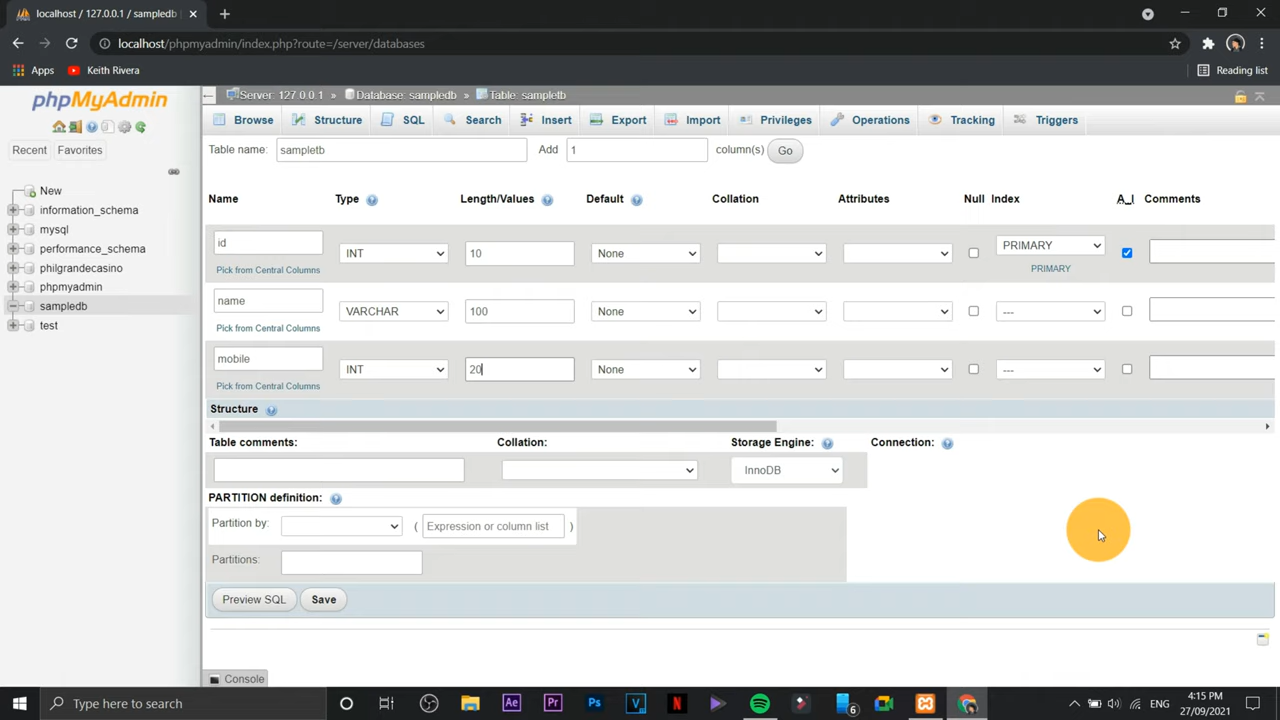 localhost / 127.0.0.1 / sampledb
localhost/phpmyadmin/index.php?route=/server/databases
Apps Keith Rivera Reading list
phpMyAdmin
Recent Favorites
New
information_schema
mysql
performance_schema
philgrandecasino
phpmyadmin
sampledb
test
Server: 127.0.0.1 » Database: sampledb » Table: sampletb
Browse Structure SQL Search Insert Export Import Privileges Operations Tracking Triggers
Table name: sampletb Add 1 column(s) Go
Name Type Length/Values Default Collation Attributes Null Index A_I Comments
id INT 10 None PRIMARY
Pick from Central Columns PRIMARY
name VARCHAR 100 None ---
Pick from Central Columns
mobile INT 20 None ---
Pick from Central Columns
Structure
Table comments: Collation: Storage Engine: Connection:
InnoDB
PARTITION definition:
Partition by: ( Expression or column list )
Partitions:
Preview SQL Save
Console
Type here to search Ae Pr Ps V N 6 ENG 4:15 PM
27/09/2021